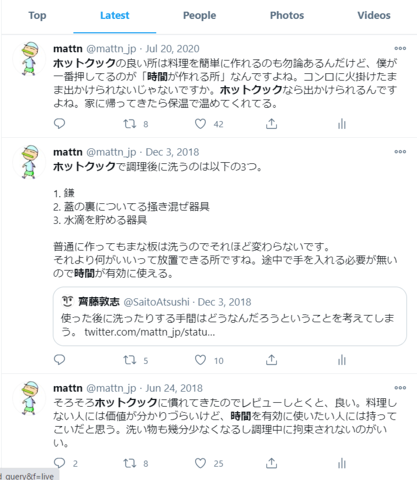 Top Latest People Photos Videos
mattn @mattn_jp · Jul 20, 2020
ホットクックの良い所は料理を簡単に作れるのも勿論あるんだけど、僕が
一番押してるのが「時間が作れる所」なんですよね。コンロに火掛けたま
ま出かけられないじゃないですか。ホットクックなら出かけられるんです
よね。家に帰ってきたら保温で温めてくれてる。
8 42
mattn @mattn_jp · Dec 3, 2018
ホットクックで調理後に洗うのは以下の3つ。
1. 鎌
2. 蓋の裏についてる掻き混ぜ器具
3. 水滴を貯める器具
普通に作ってもまな板は洗うのでそれほど変わらないです。
それより何がいいって放置できる所ですね。途中で手を入れる必要が無い
ので時間が有効に使える。
齊藤敦志 @SaitoAtsushi · Dec 3, 2018
使った後に洗ったりする手間はどうなんだろうということを考えてしま
う。 twitter.com/mattn_jp/statu...
5 10
mattn @mattn_jp · Jun 24, 2018
そろそろホットクックに慣れてきたのでレビューしとくと、良い。料理し
ない人には価値が分かりづらいけど、時間を有効に使いたい人には持って
こいだと思う。洗い物も幾分少なくなるし調理中に拘束されないのがい
い。
2 8 25
d_query&f=live